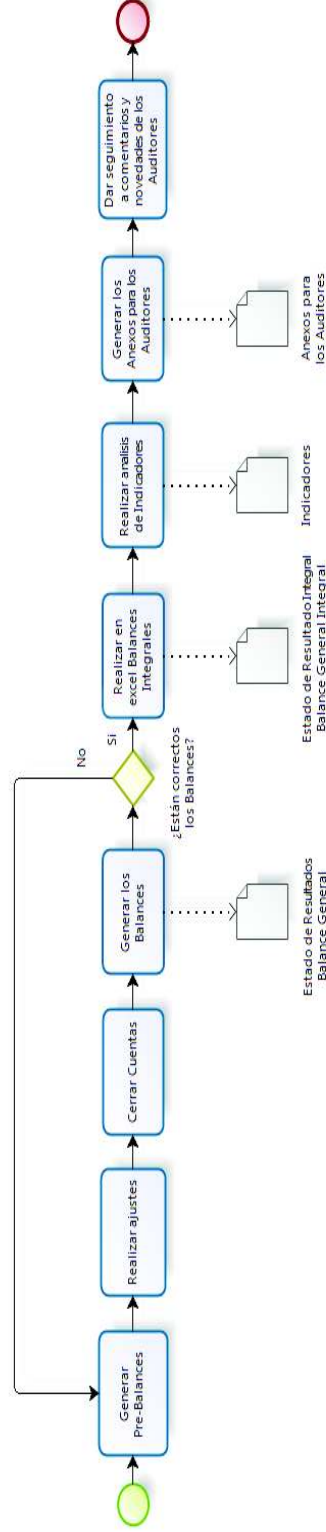 Generar
Pre-Balances
Realizar ajustes
Cerrar Cuentas
Generar los
Balances
Estado de Resultados
Balance General
¿Están correctos
los Balances?
No
Si
Realizar en
excel Balances
Integrales
Estado de Resultado Integral
Balance General Integral
Realizar analisis
de Indicadores
Indicadores
Generar los
Anexos para los
Auditores
Anexos para
los Auditores
Dar seguimiento
a comentarios y
novedades de los
Auditores